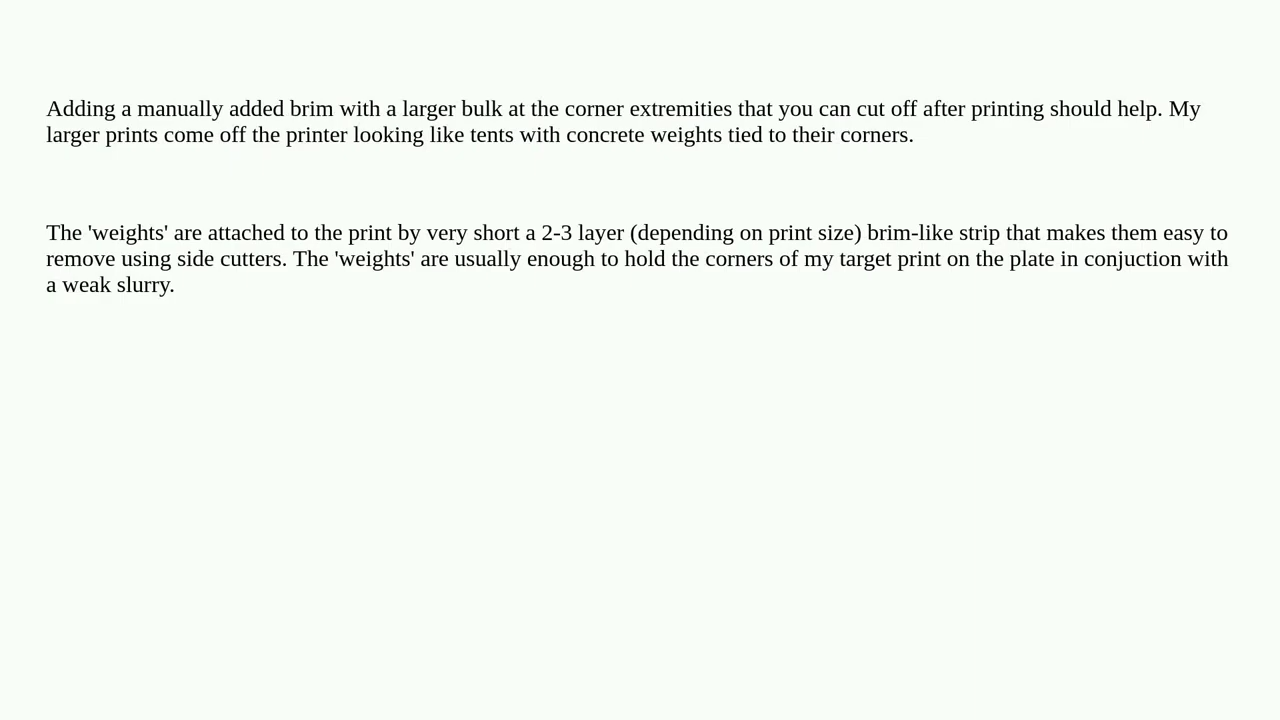 Adding a manually added brim with a larger bulk at the corner extremities that you can cut off after printing should help. My
larger prints come off the printer looking like tents with concrete weights tied to their corners.
The 'weights' are attached to the print by very short a 2-3 layer (depending on print size) brim-like strip that makes them easy to
remove using side cutters. The 'weights' are usually enough to hold the corners of my target print on the plate in conjuction with
a weak slurry.